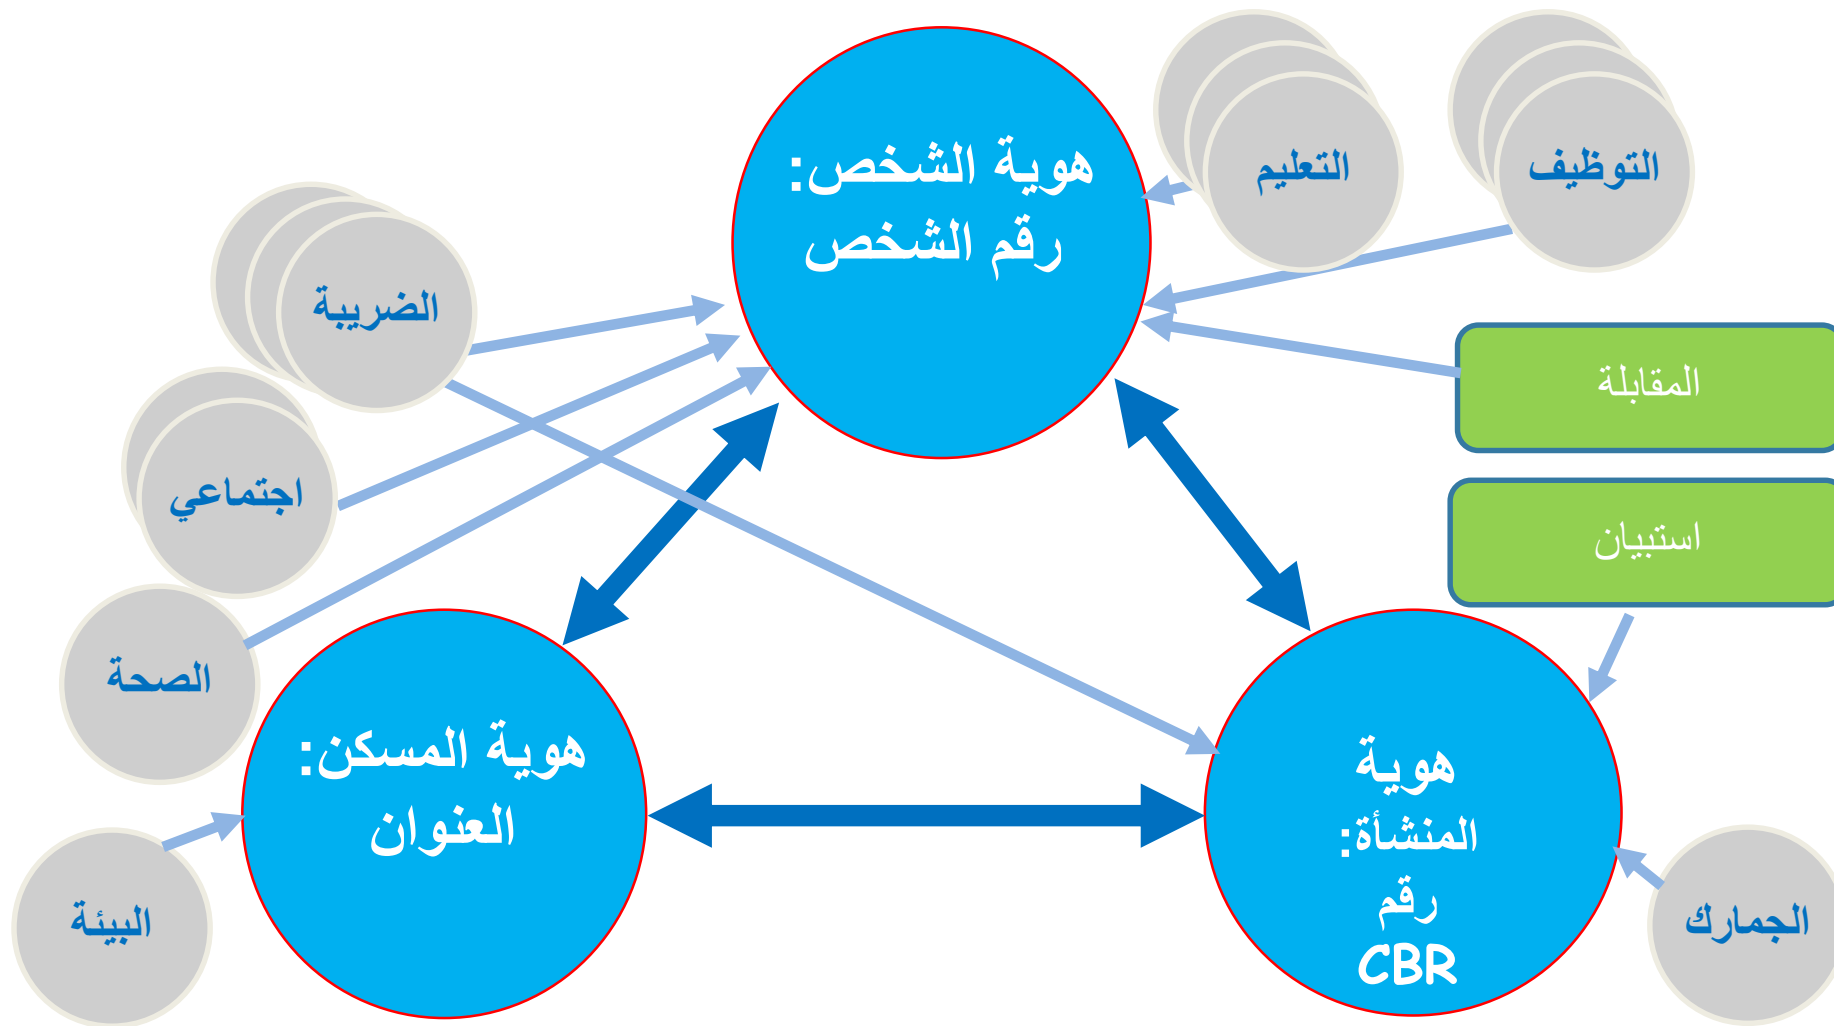 هوية الشخص:
رقم الشخص
التعليم
التوظيف
الضريبة
المقابلة
اجتماعي
استبيان
الصحة
هوية المسكن:
العنوان
هوية
المنشأة:
رقم
CBR
البيئة
الجمارك